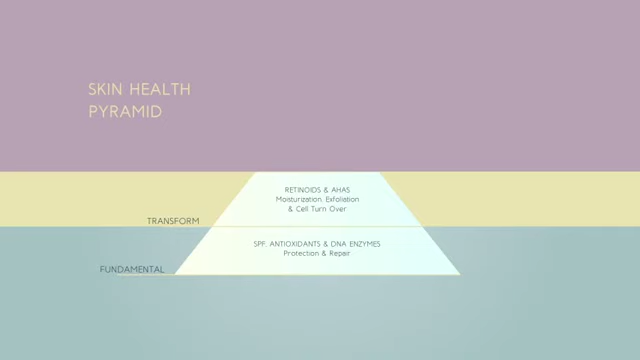 SKIN HEALTH
PYRAMID
RETINOIDS & AHAS
Moisturization, Exfoliation
& Cell Turn Over
TRANSFORM
SPF, ANTIOXIDANTS & DNA ENZYMES
Protection & Repair
FUNDAMENTAL